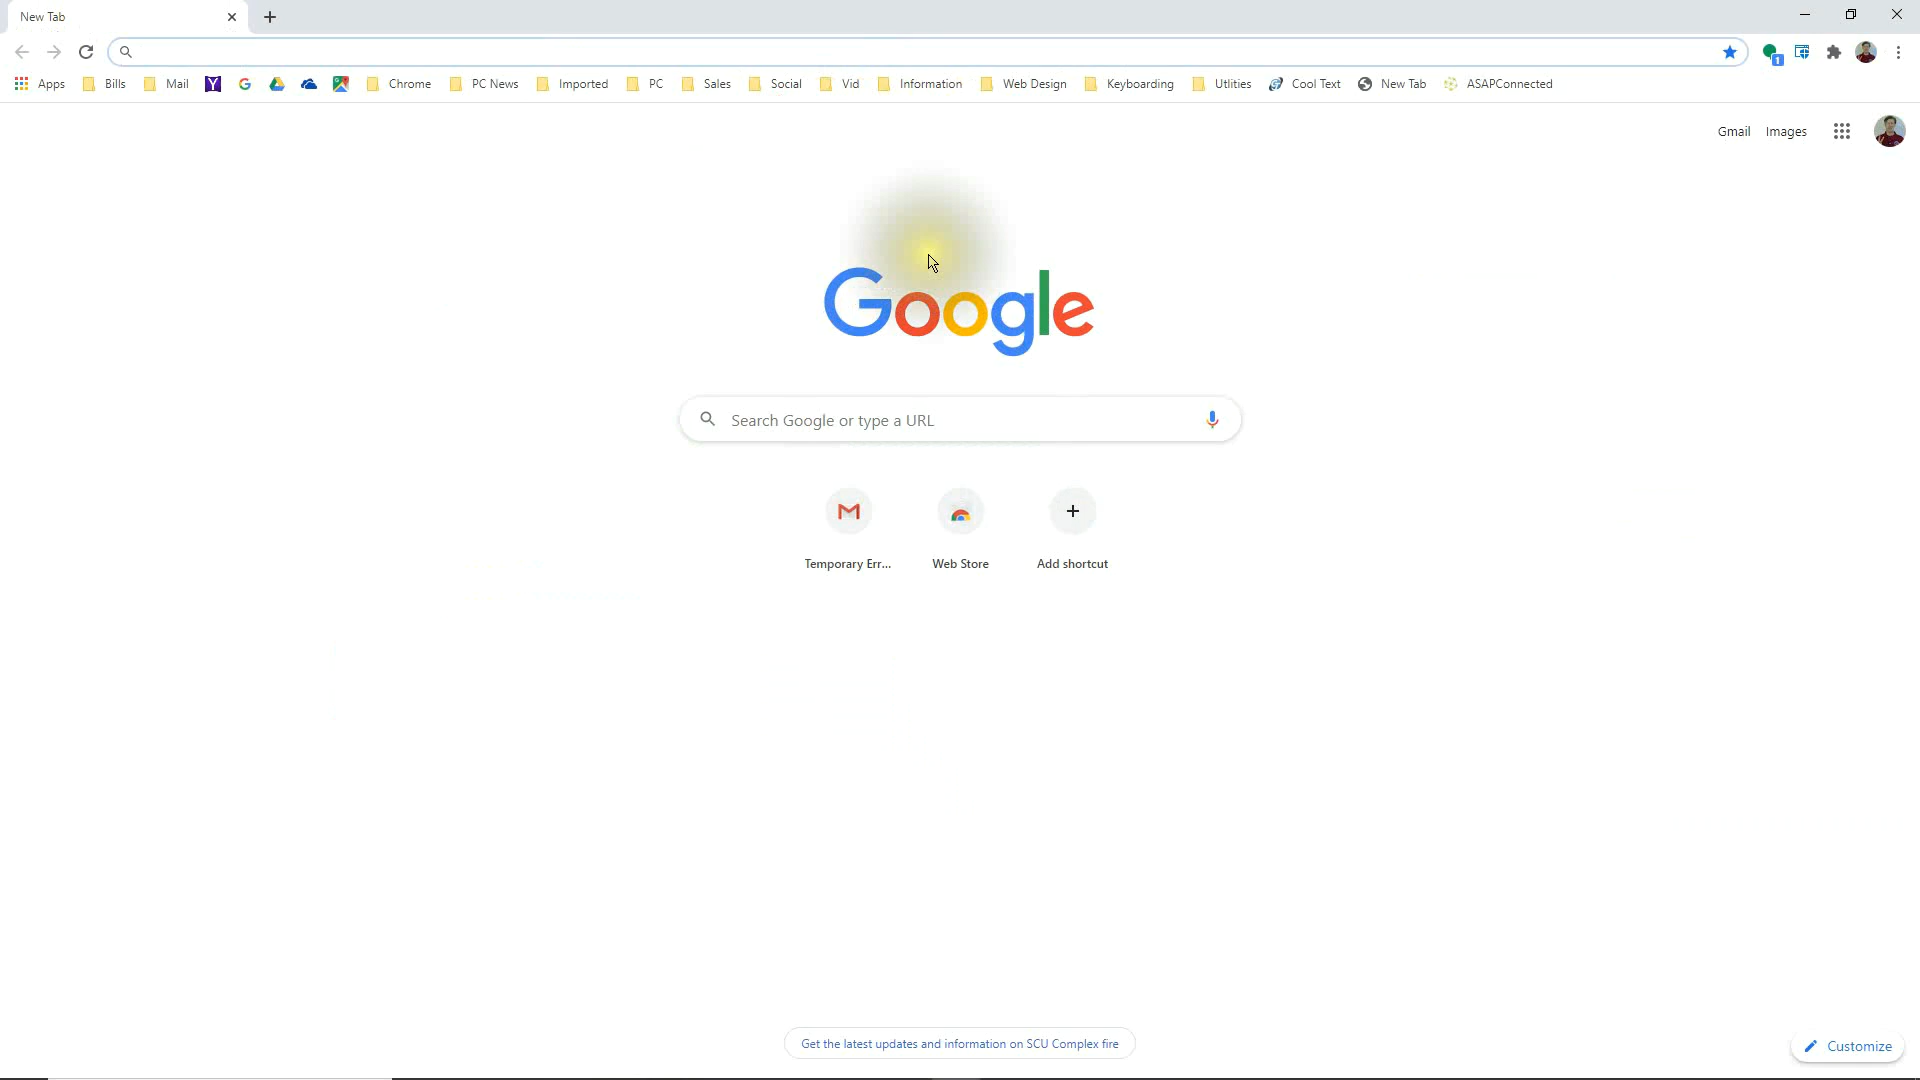 New Tab
1
Apps Bills Mail Chrome PC News Imported PC Sales Social Vid Information Web Design Keyboarding Utlities Cool Text New Tab ASAPConnected
Gmail Images
Google
Search Google or type a URL
Temporary Err... Web Store Add shortcut
Get the latest updates and information on SCU Complex fire
Customize